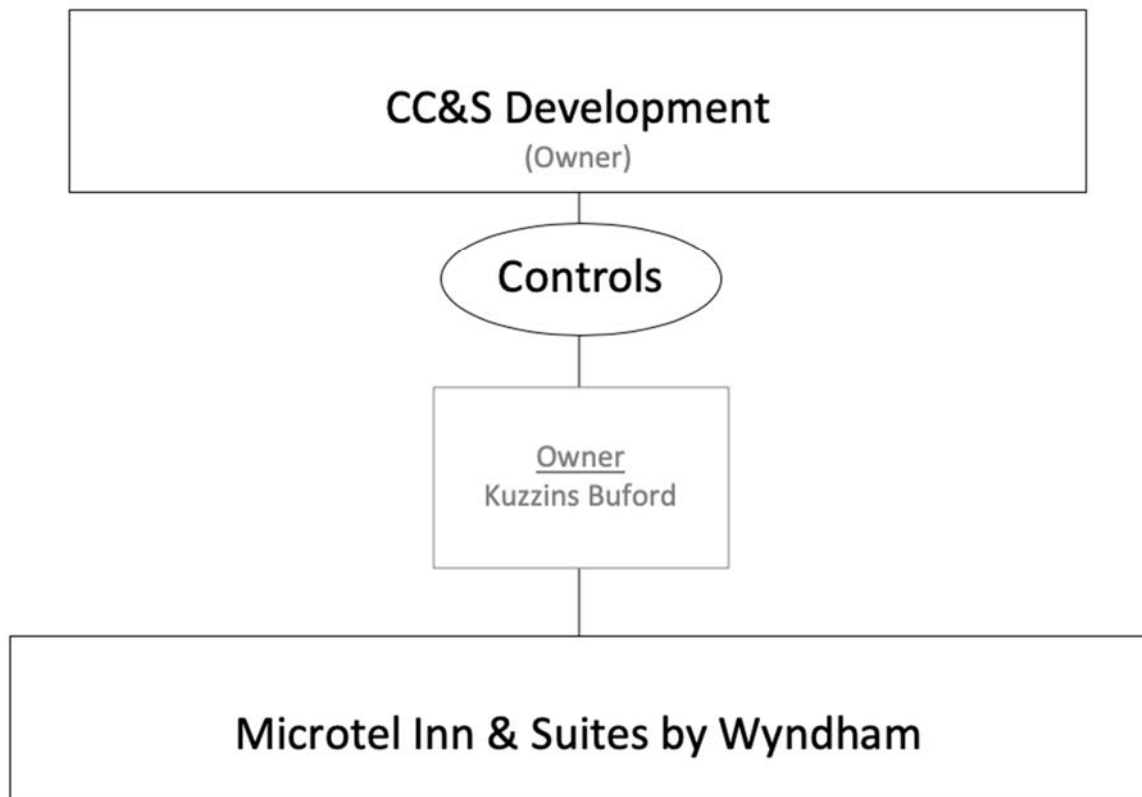 CC&S Development
(Owner)
Controls
Owner
Kuzzins Buford
Microtel Inn & Suites by Wyndham